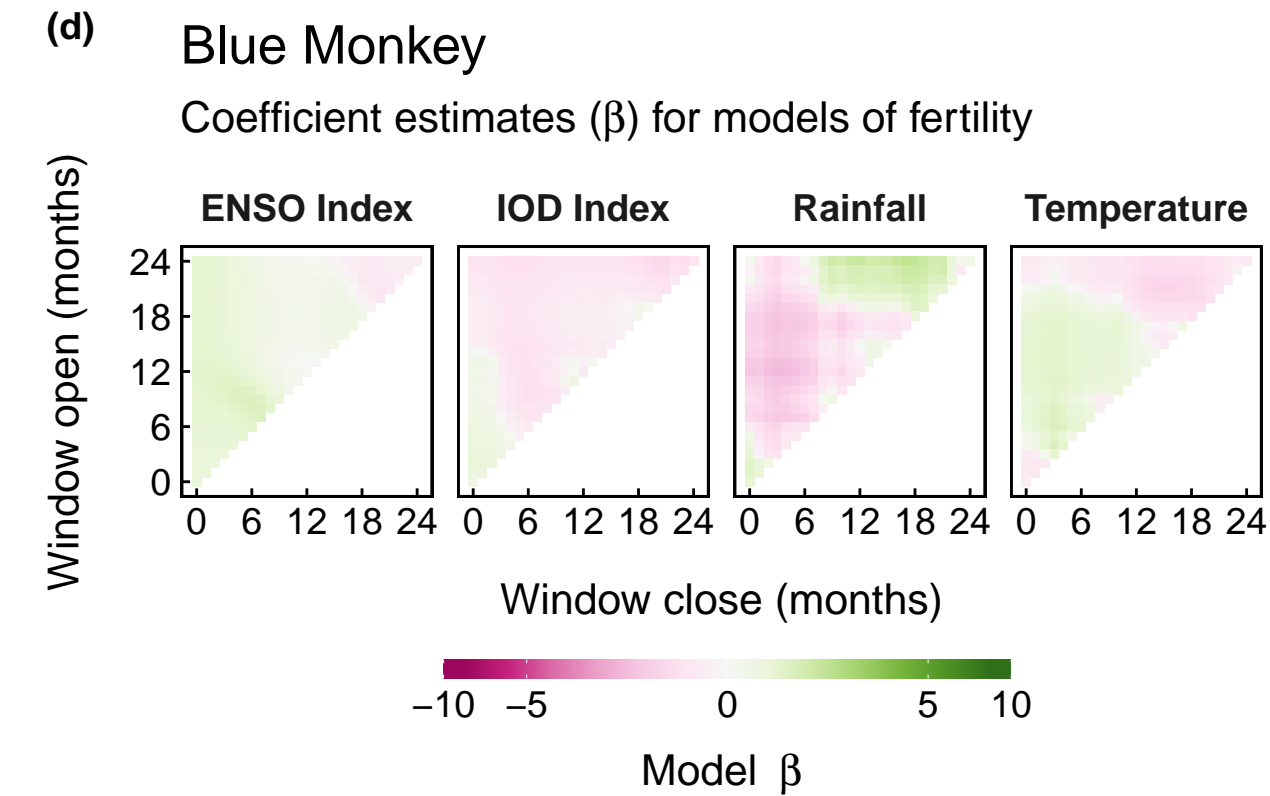 (d)
Blue Monkey
Coefficient estimates (β) for models of fertility
Window open (months)
ENSO Index IOD Index Rainfall Temperature
24
18
12
6
0
0 6 12 18 24 0 6 12 18 24 0 6 12 18 24 0 6 12 18 24
Window close (months)
−10 −5 0 5 10
Model β